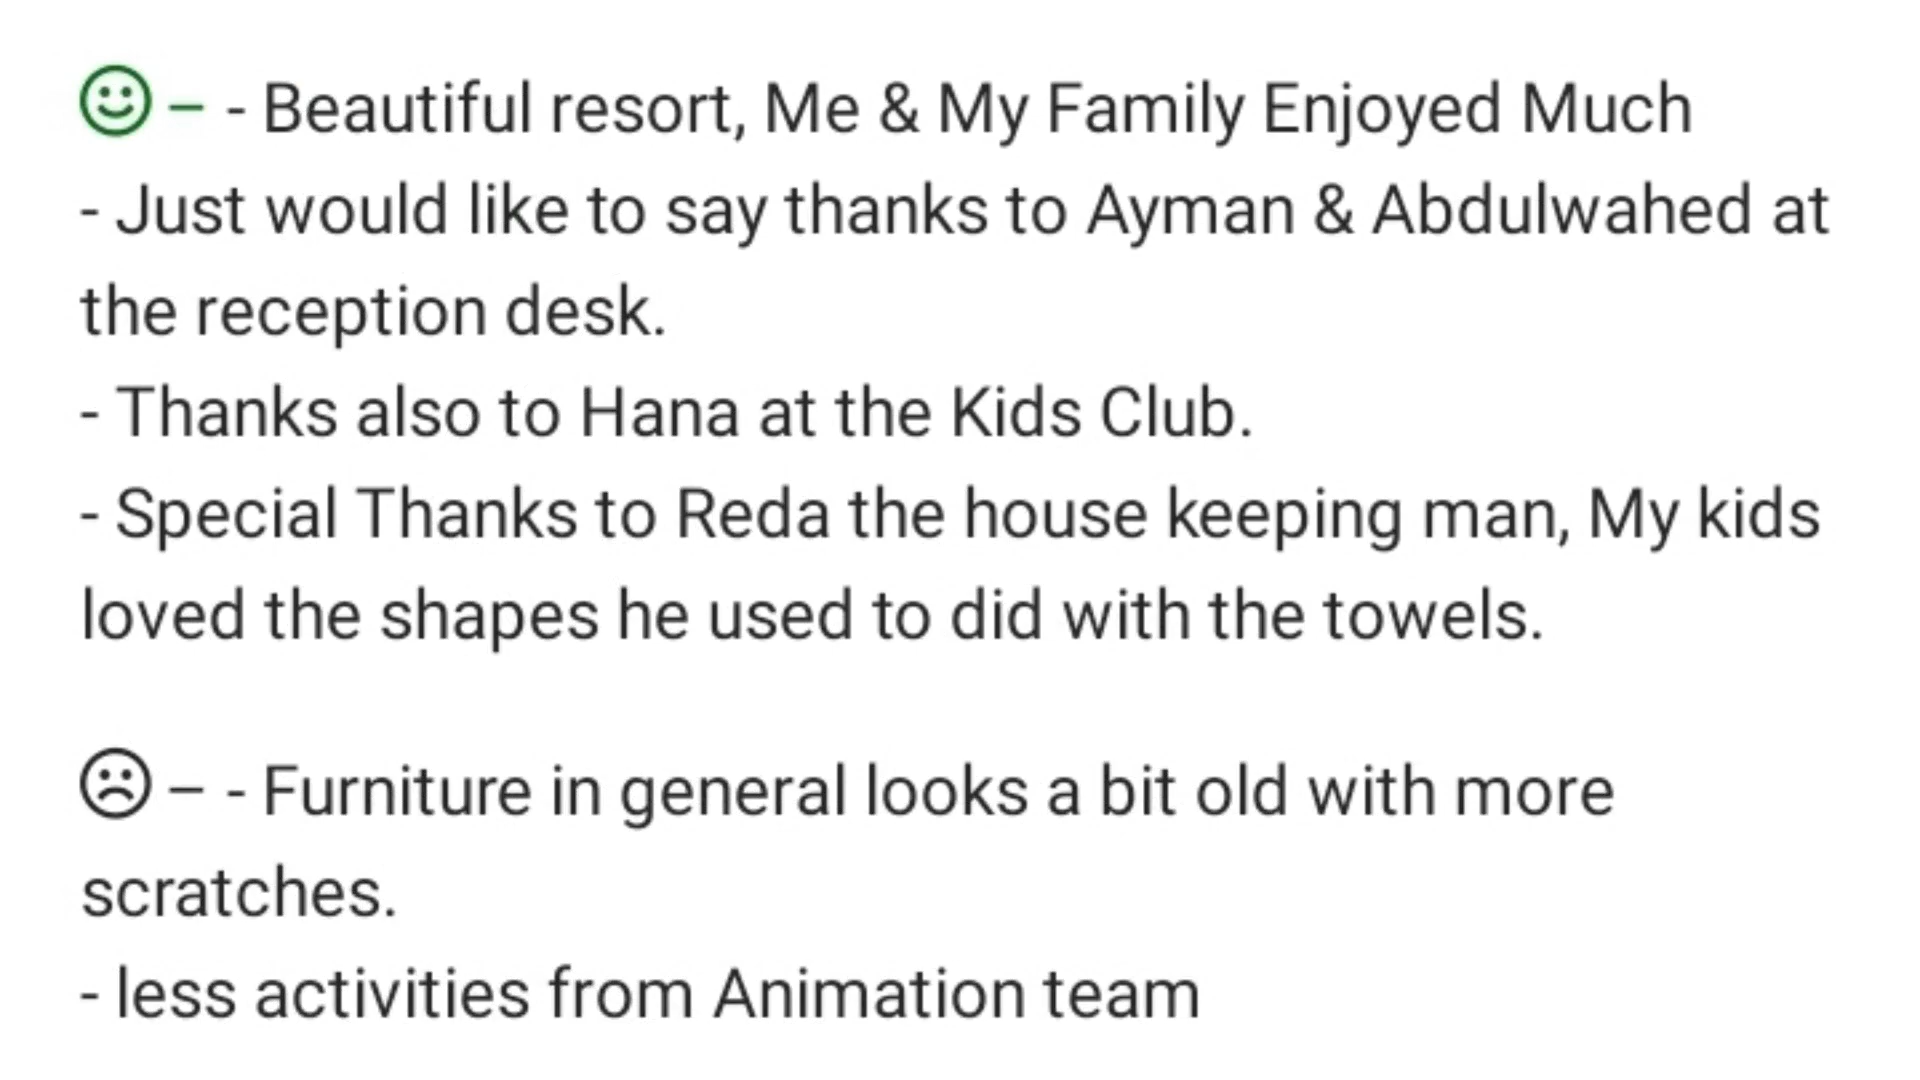 – - Beautiful resort, Me & My Family Enjoyed Much
- Just would like to say thanks to Ayman & Abdulwahed at
the reception desk.
- Thanks also to Hana at the Kids Club.
- Special Thanks to Reda the house keeping man, My kids
loved the shapes he used to did with the towels.
– - Furniture in general looks a bit old with more
scratches.
- less activities from Animation team